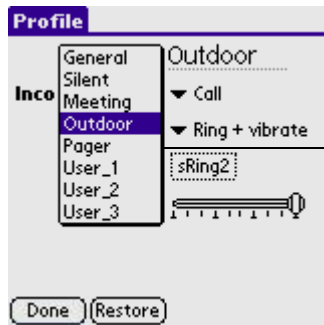 Profile
General
Silent
Meeting
Outdoor
Pager
User_1
User_2
User_3
Outdoor
Inco
Call
Ring + vibrate
sRing2
Done
Restore